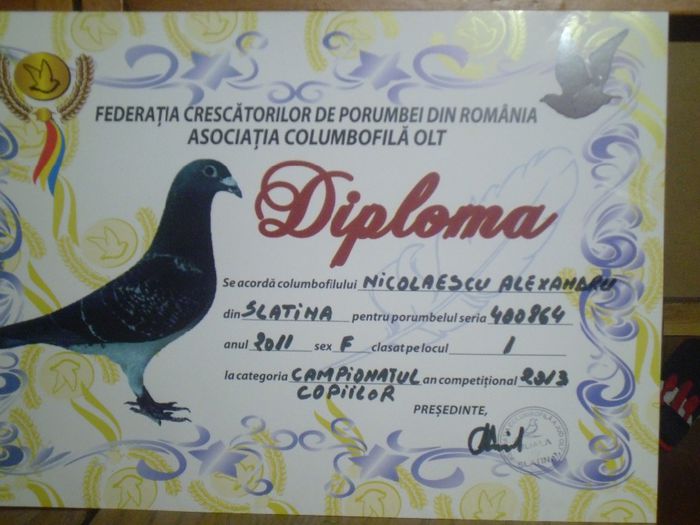 FEDERAȚIA CRESCĂTORILOR DE PORUMBEI DIN ROMÂNIA
ASOCIAȚIA COLUMBOFILĂ OLT
Diploma
Se acordă columbofilului NICOLAESCU ALEXANDRU
din SLATINA pentru porumbelul seria 400864
anul 2011 sex F clasat pe locul 1
la categoria CAMPIONATUL an competițional 2013
COPIILOR
PREȘEDINTE,